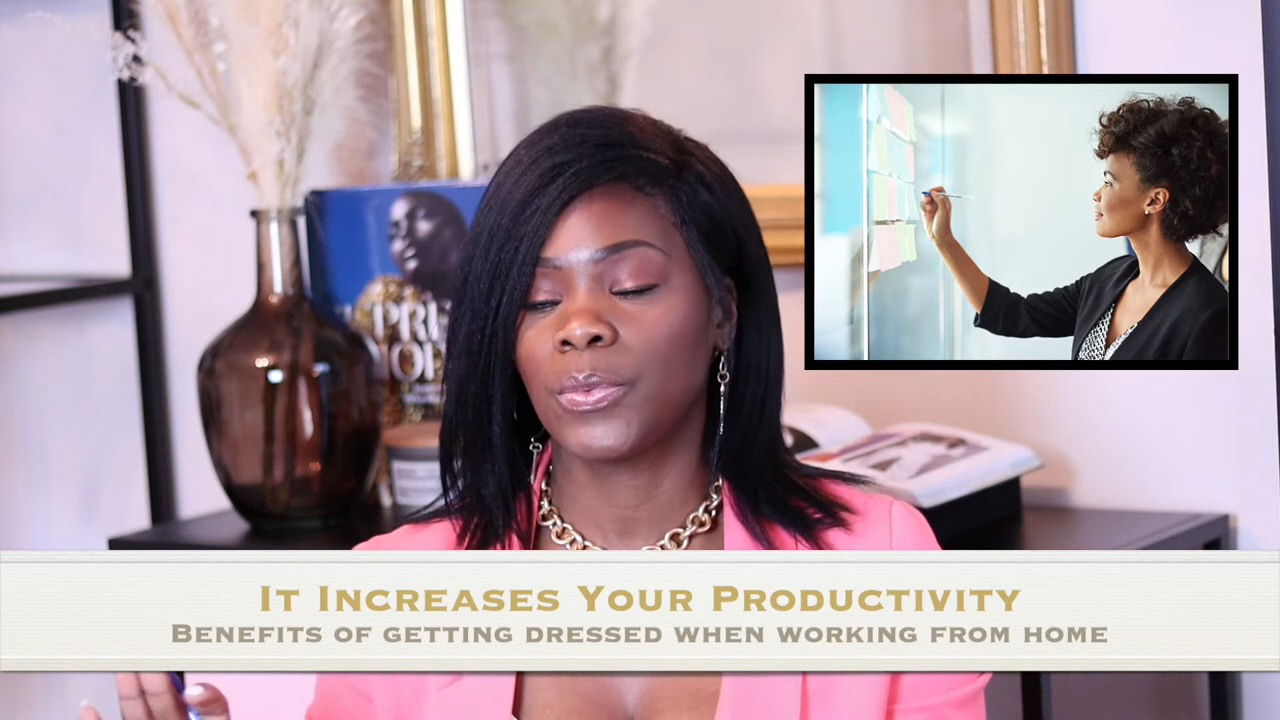 It Increases Your Productivity
Benefits of getting dressed when working from home